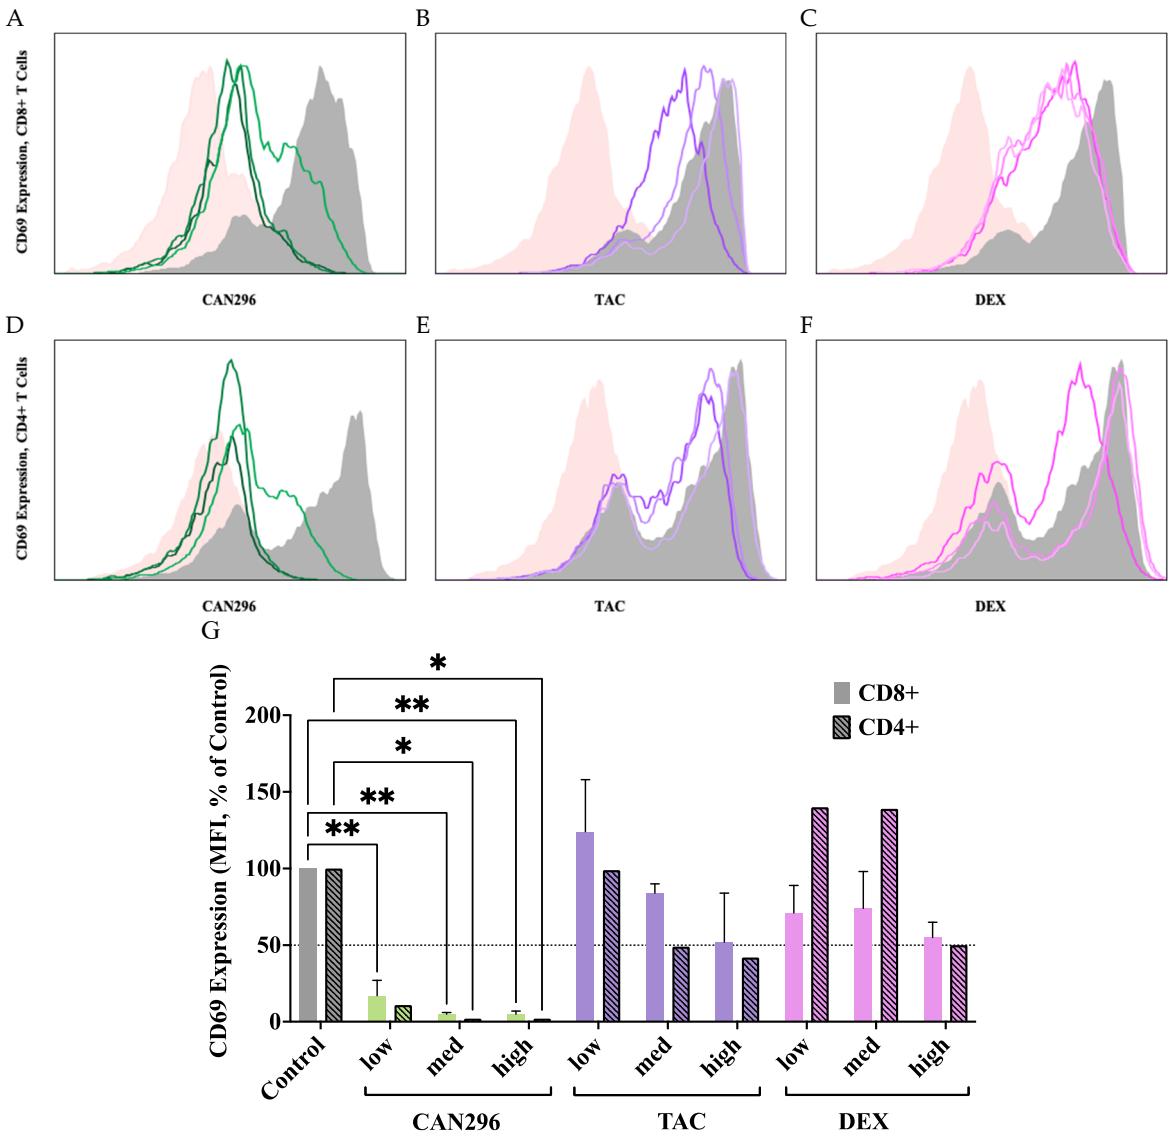 A
B
C
CD69 Expression, CD8+ T Cells
CAN296
TAC
DEX
D
E
F
CD69 Expression, CD4+ T Cells
CAN296
TAC
DEX
G
CD69 Expression (MFI, % of Control)
200
150
100
50
0
*
**
*
**
**
CD8+
CD4+
Control
low
med
high
low
med
high
low
med
high
CAN296
TAC
DEX